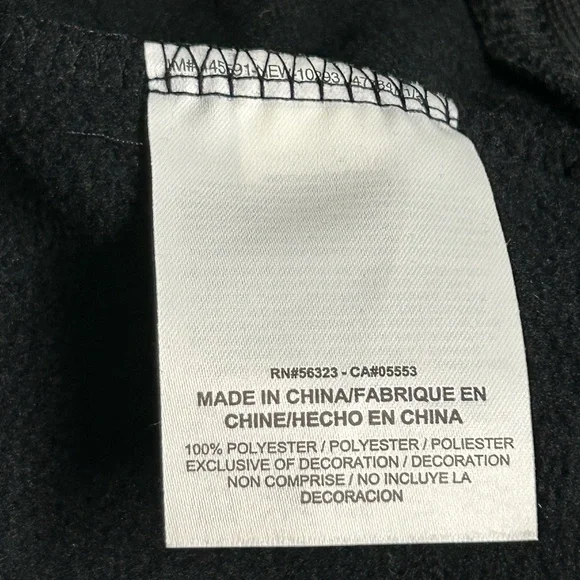 RN#56323 - CA#05553
MADE IN CHINA/FABRIQUE EN
CHINE/HECHO EN CHINA
100% POLYESTER / POLYESTER / POLIESTER
EXCLUSIVE OF DECORATION / DECORATION
NON COMPRISE / NO INCLUYE LA
DECORACION